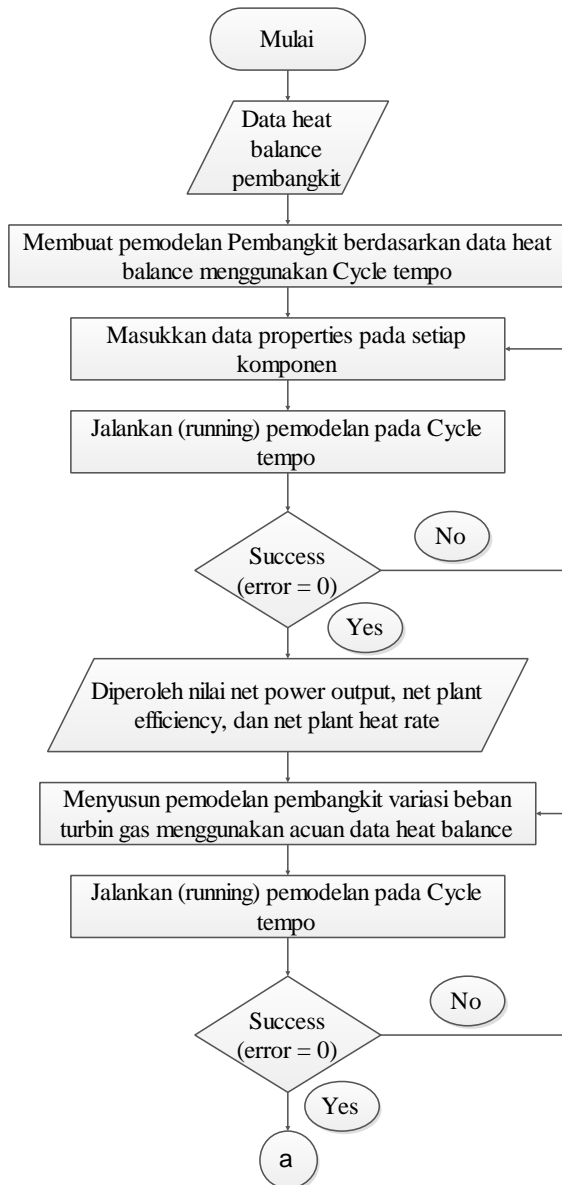 Mulai
Data heat
balance
pembangkit
Membuat pemodelan Pembangkit berdasarkan data heat
balance menggunakan Cycle tempo
Masukkan data properties pada setiap
komponen
Jalankan (running) pemodelan pada Cycle
tempo
Success
(error = 0)
No
Yes
Diperoleh nilai net power output, net plant
efficiency, dan net plant heat rate
Menyusun pemodelan pembangkit variasi beban
turbin gas menggunakan acuan data heat balance
Jalankan (running) pemodelan pada Cycle
tempo
Success
(error = 0)
No
Yes
a